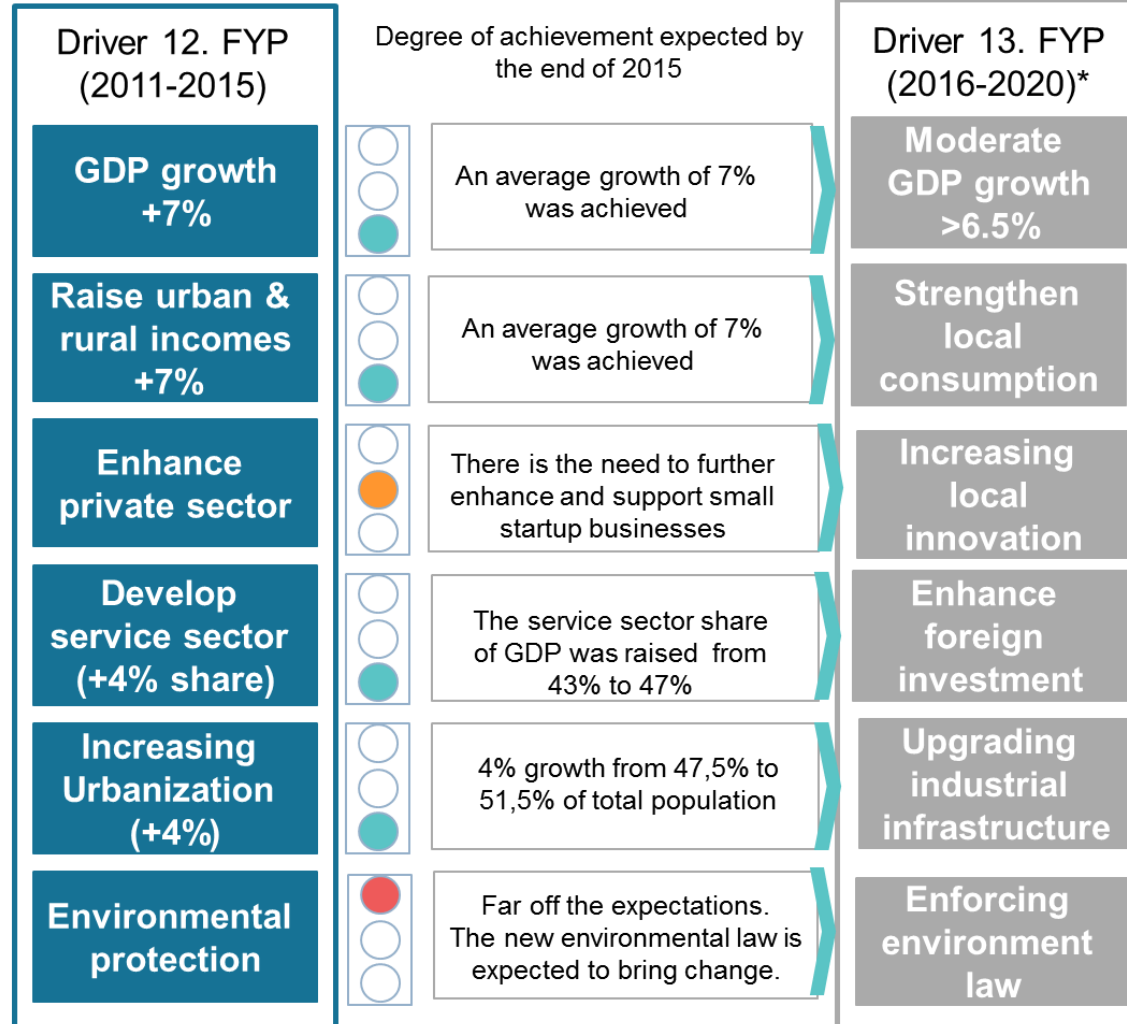 Driver 12. FYP
(2011-2015)
Degree of achievement expected by
the end of 2015
Driver 13. FYP
(2016-2020)*
GDP growth
+7%
An average growth of 7%
was achieved
Moderate
GDP growth
>6.5%
Raise urban &
rural incomes
+7%
An average growth of 7%
was achieved
Strengthen
local
consumption
Enhance
private sector
There is the need to further
enhance and support small
startup businesses
Increasing
local
innovation
Develop
service sector
(+4% share)
The service sector share
of GDP was raised from
43% to 47%
Enhance
foreign
investment
Increasing
Urbanization
(+4%)
4% growth from 47,5% to
51,5% of total population
Upgrading
industrial
infrastructure
Environmental
protection
Far off the expectations.
The new environmental law is
expected to bring change.
Enforcing
environment
law